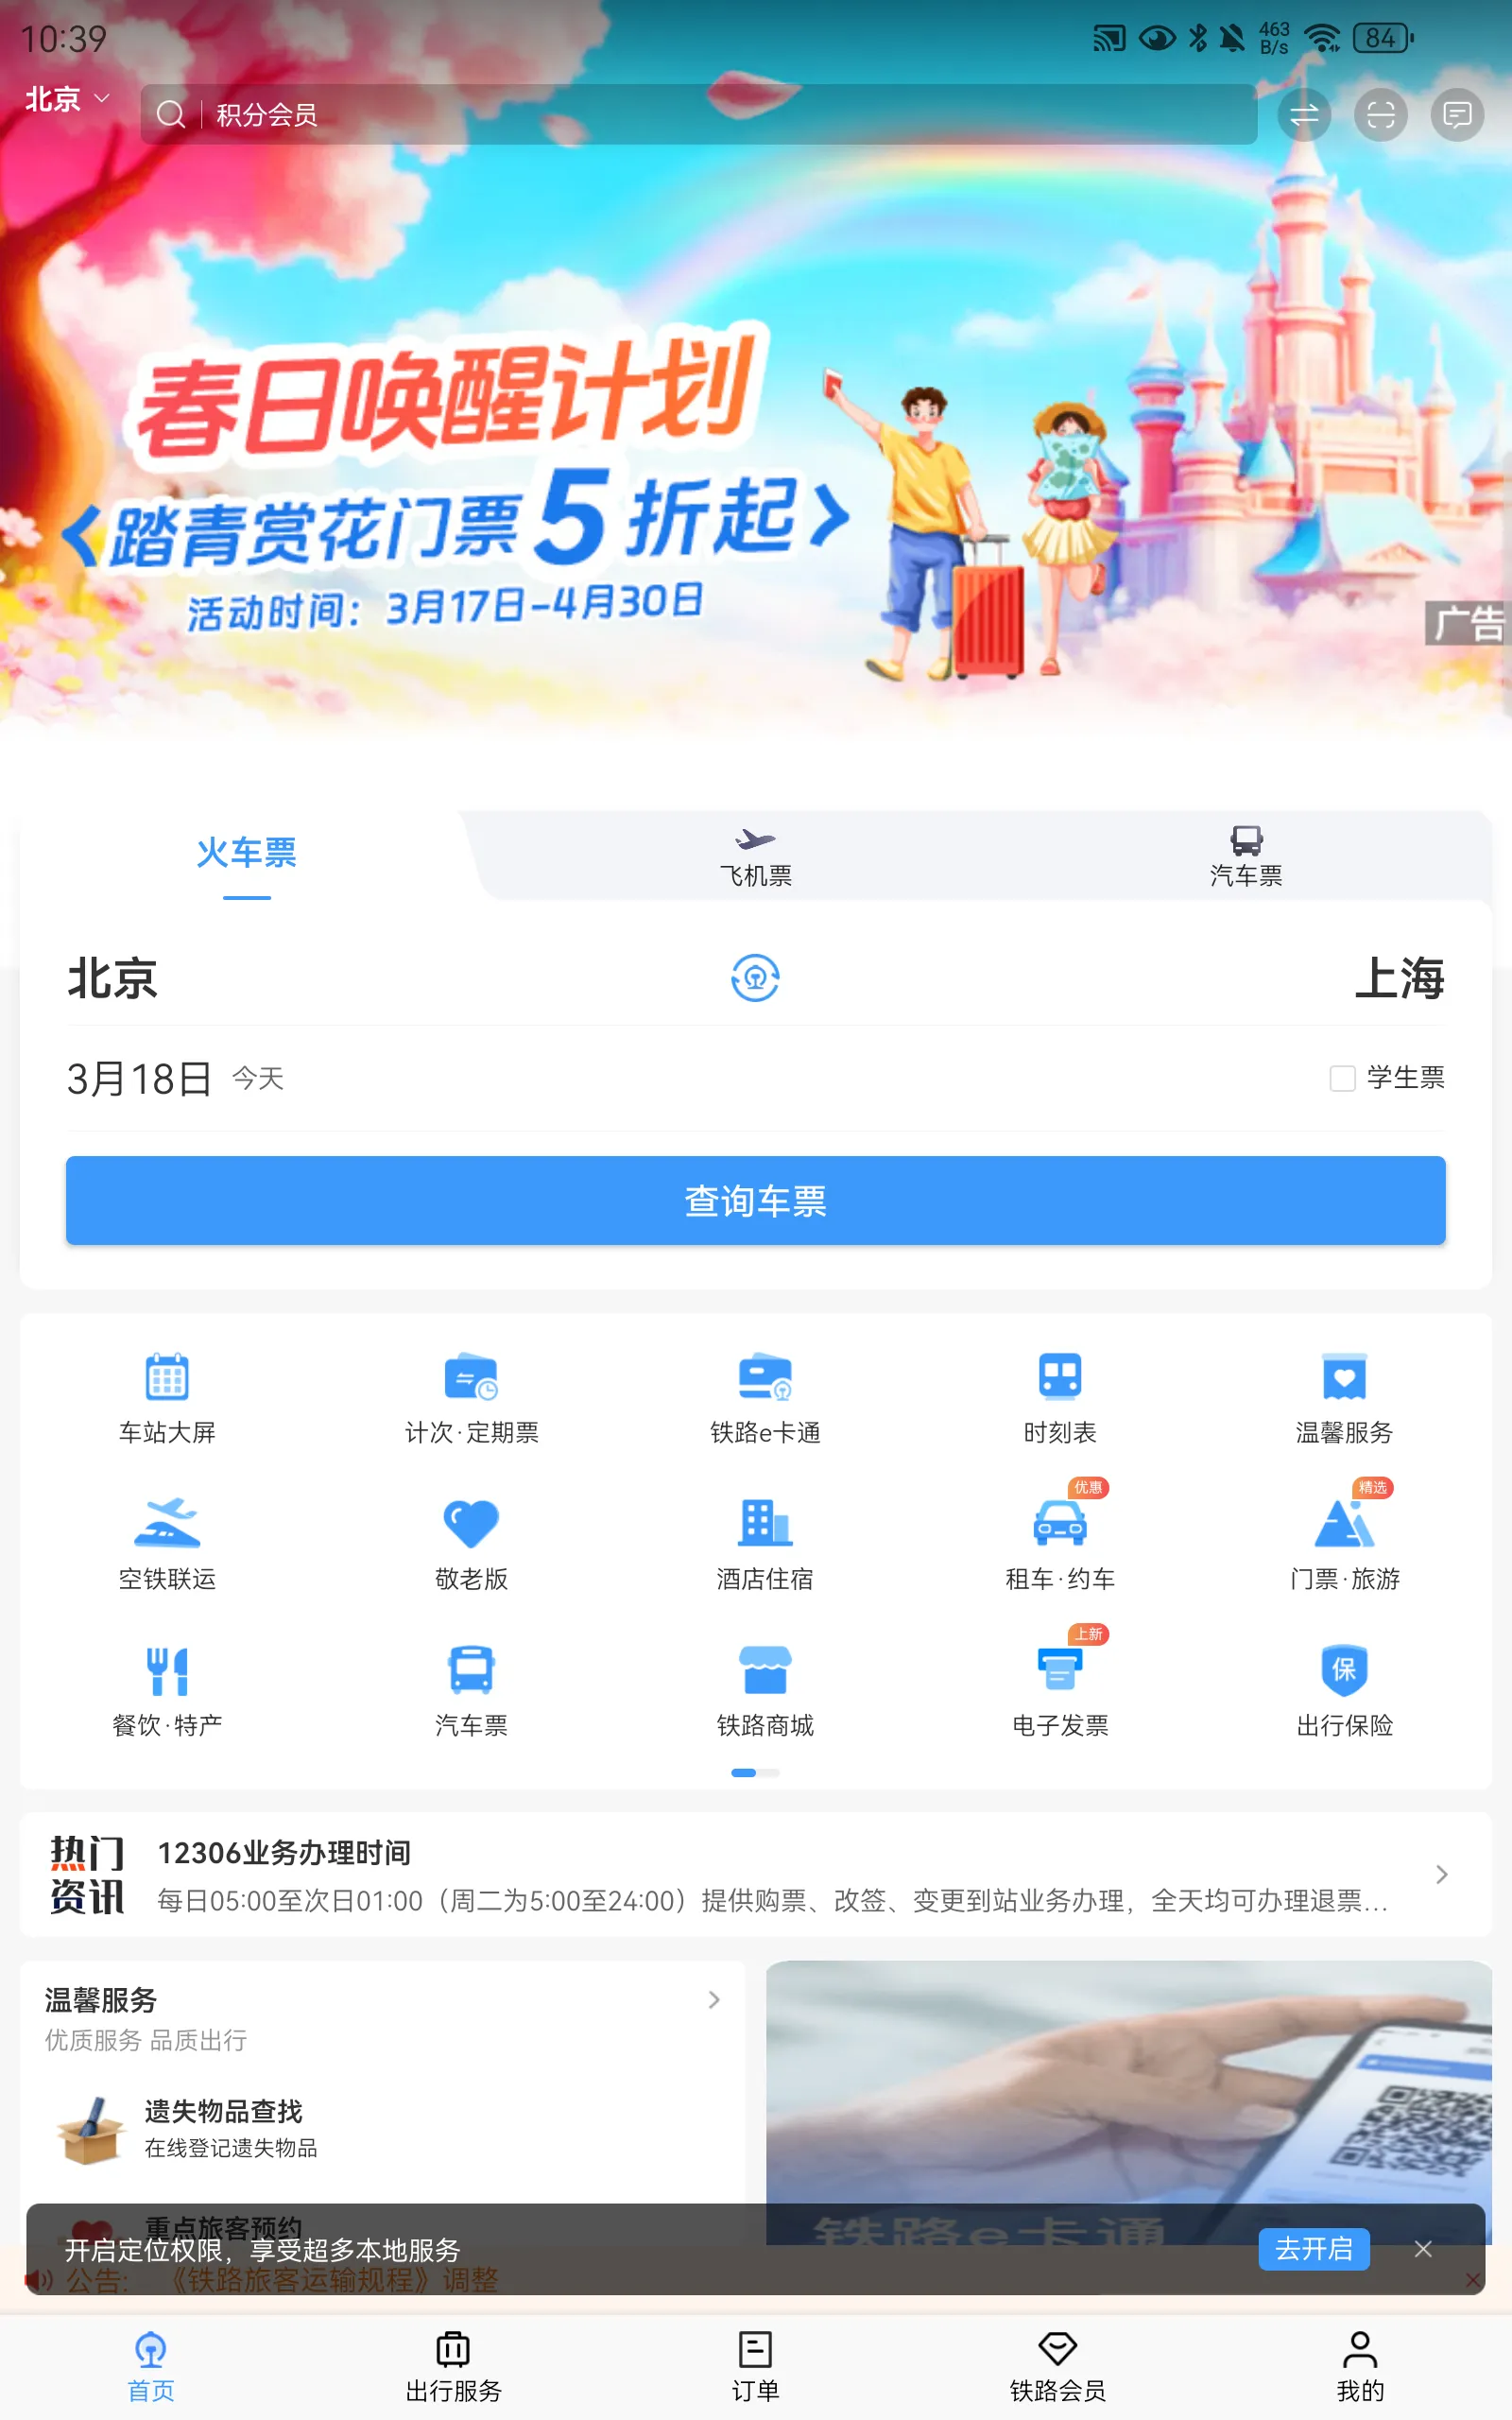 10:39
463
B/s
84
北京
积分会员
春日唤醒计划
踏青赏花门票5折起
活动时间：3月17日-4月30日
广告
火车票
飞机票
汽车票
北京
上海
3月18日 今天
学生票
查询车票
车站大屏
计次·定期票
铁路e卡通
时刻表
温馨服务
优惠
精选
空铁联运
敬老版
酒店住宿
租车·约车
门票·旅游
上新
保
餐饮·特产
汽车票
铁路商城
电子发票
出行保险
热门
资讯
12306业务办理时间
每日05:00至次日01:00（周二为5:00至24:00）提供购票、改签、变更到站业务办理，全天均可办理退票...
温馨服务
优质服务 品质出行
遗失物品查找
在线登记遗失物品
重点旅客预约
铁路e卡通
开启定位权限，享受超多本地服务
去开启
公告：《铁路旅客运输规程》调整
首页
出行服务
订单
铁路会员
我的